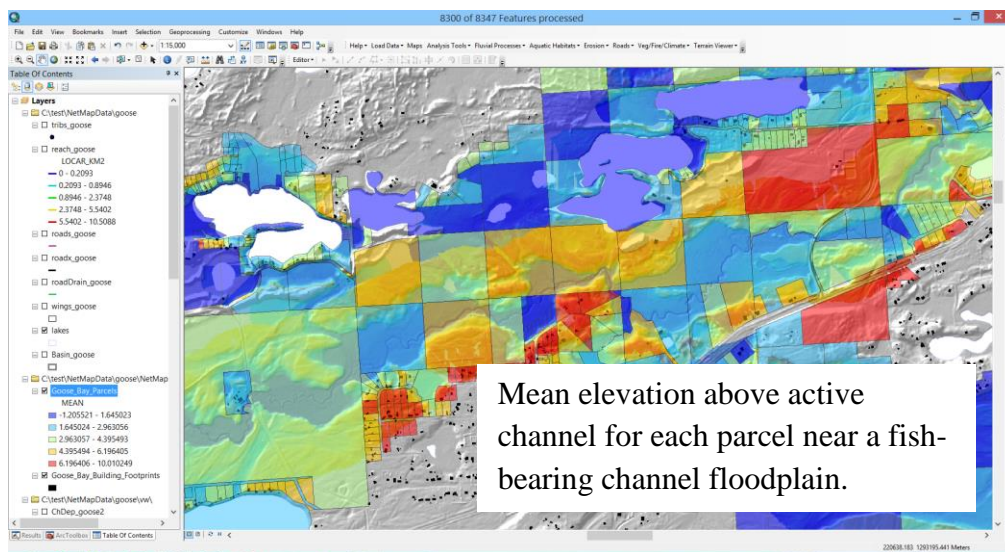 8300 of 8347 Features processed
File Edit View Bookmarks Insert Selection Geoprocessing Customize Windows Help
1:15,000
Help Load Data Maps Analysis Tools Fluvial Processes Aquatic Habitats Erosion Roads Veg/Fire/Climate Terrain Viewer
Editor
Table Of Contents
Layers
C:\test\NetMapData\goose
tribs_goose
reach_goose
LOCAR_KM2
0 - 0.2093
0.2093 - 0.8946
0.8946 - 2.3748
2.3748 - 5.5402
5.5402 - 10.5088
roads_goose
roadx_goose
roadDrain_goose
wings_goose
lakes
Basin_goose
C:\test\NetMapData\goose\NetMap
Goose_Bay_Parcels
MEAN
-1.205521 - 1.645023
1.645024 - 2.963056
2.963057 - 4.395493
4.395494 - 6.196405
6.196406 - 10.010249
Goose_Bay_Building_Footprints
C:\test\NetMapData\goose\vw\
ChDep_goose2
Mean elevation above active
channel for each parcel near a fish-
bearing channel floodplain.
Results ArcToolbox Table Of Contents
220638.183 1293195.441 Meters